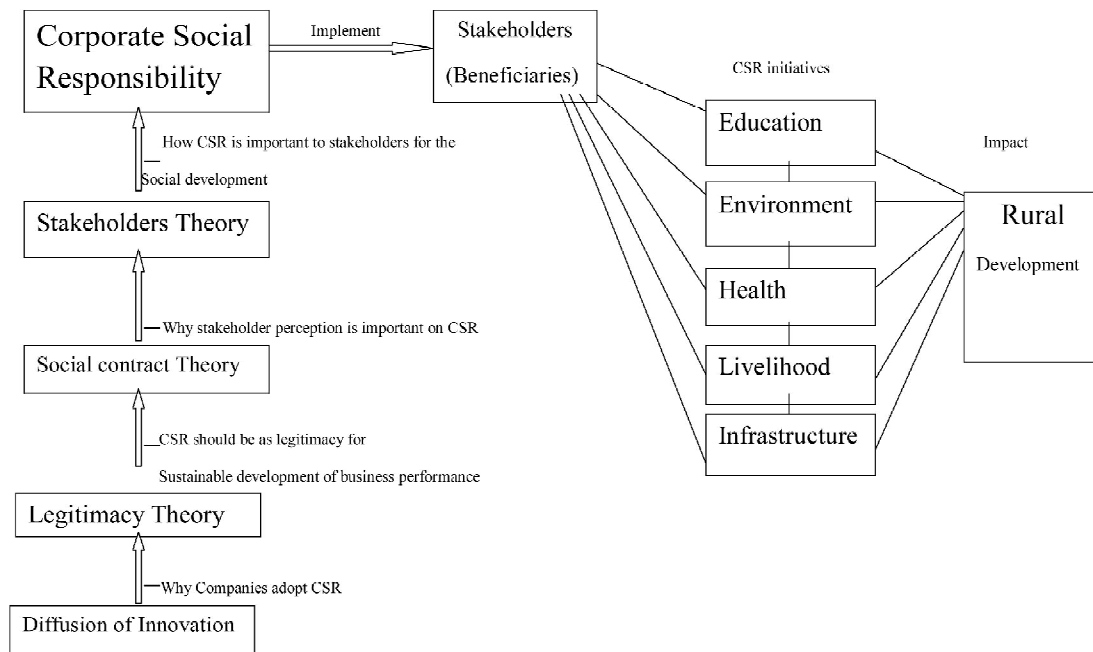 Corporate Social
Responsibility
Implement
Stakeholders
(Beneficiaries)
CSR initiatives
Education
Environment
Health
Livelihood
Infrastructure
Impact
Rural
Development
How CSR is important to stakeholders for the
Social development
Stakeholders Theory
Why stakeholder perception is important on CSR
Social contract Theory
CSR should be as legitimacy for
Sustainable development of business performance
Legitimacy Theory
Why Companies adopt CSR
Diffusion of Innovation